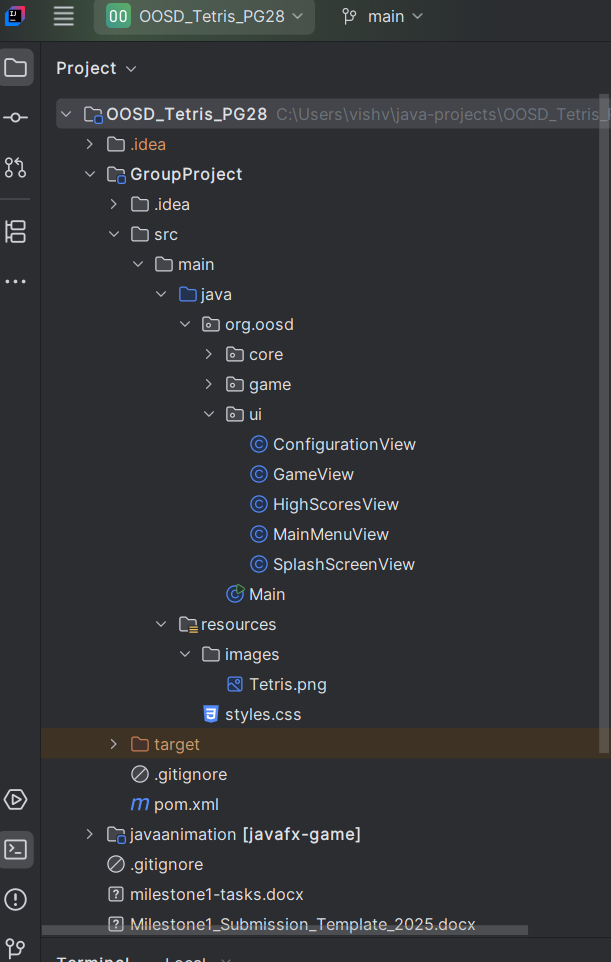 OO OOSD_Tetris_PG28 main
Project
OOSD_Tetris_PG28 C:\Users\vishv\java-projects\OOSD_Tetris_
.idea
GroupProject
.idea
src
main
java
org.oosd
core
game
ui
ConfigurationView
GameView
HighScoresView
MainMenuView
SplashScreenView
Main
resources
images
Tetris.png
styles.css
target
.gitignore
pom.xml
javaanimation [javafx-game]
.gitignore
milestone1-tasks.docx
Milestone1_Submission_Template_2025.docx
Terminal Local